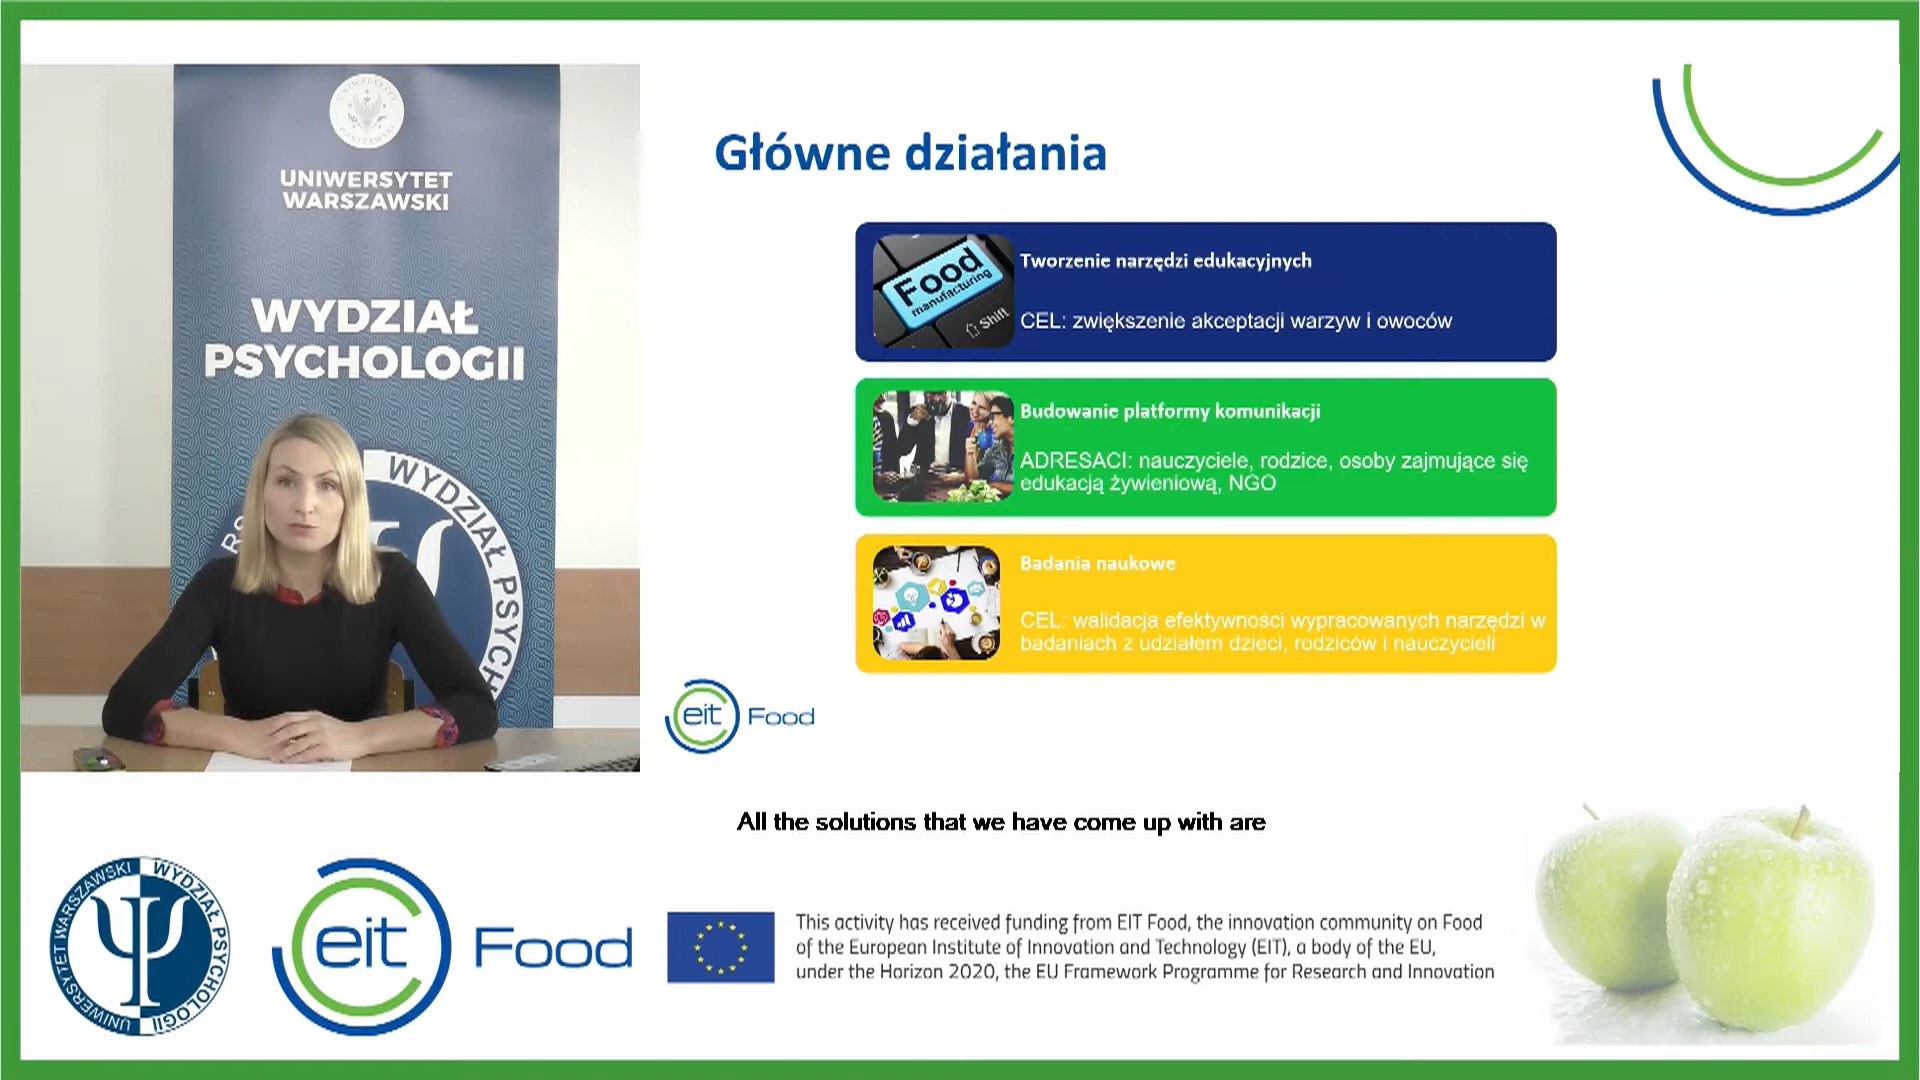 UNIWERSYTET
WARSZAWSKI
WYDZIAŁ
PSYCHOLOGII
WYDZIAŁ PSYCH
Główne działania
Food
manufacturing
Shift
Tworzenie narzędzi edukacyjnych
CEL: zwiększenie akceptacji warzyw i owoców
Budowanie platformy komunikacji
ADRESACI: nauczyciele, rodzice, osoby zajmujące się
edukacją żywieniową, NGO
Badania naukowe
CEL: walidacja efektywności wypracowanych narzędzi w
badaniach z udziałem dzieci, rodziców i nauczycieli
eit Food
All the solutions that we have come up with are
UNIWERSYTET WARSZAWSKI WYDZIAŁ PSYCHOLOGII
eit Food
This activity has received funding from EIT Food, the innovation community on Food
of the European Institute of Innovation and Technology (EIT), a body of the EU,
under the Horizon 2020, the EU Framework Programme for Research and Innovation